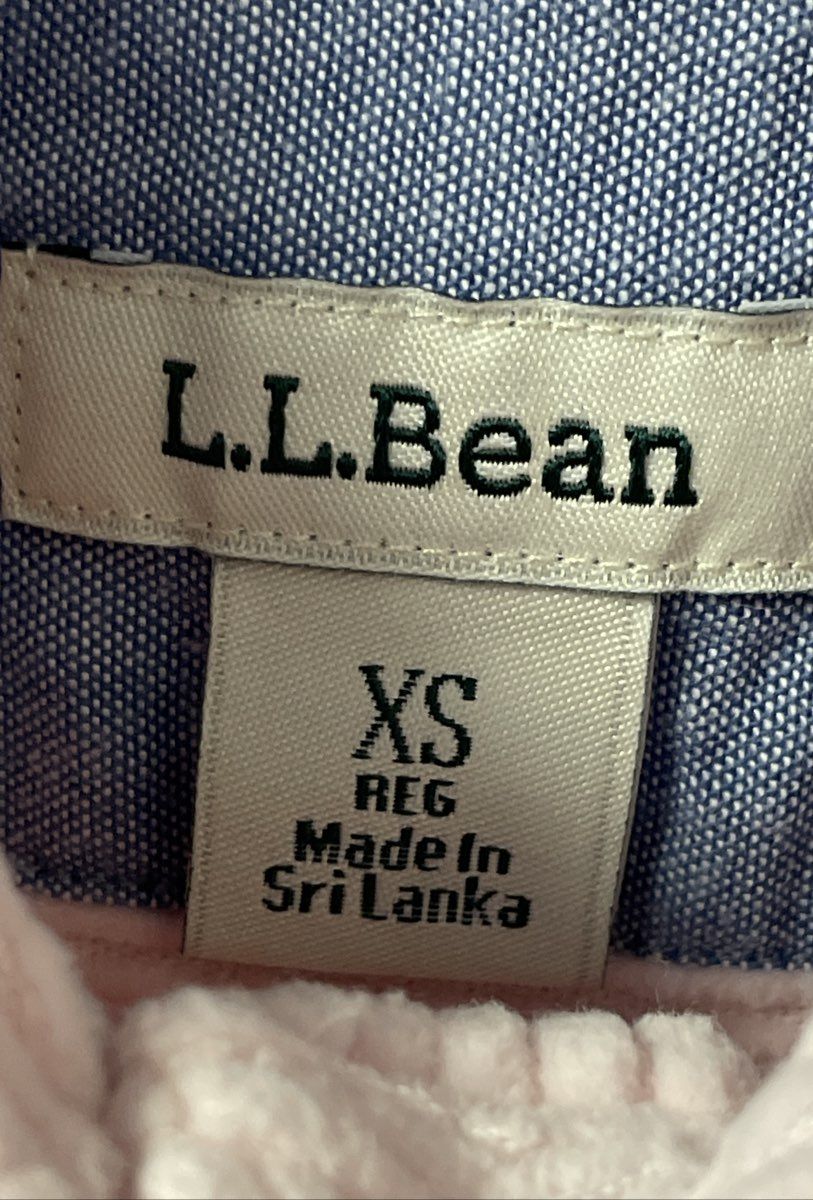 L.L.Bean
XS
REG
Made In
Sri Lanka